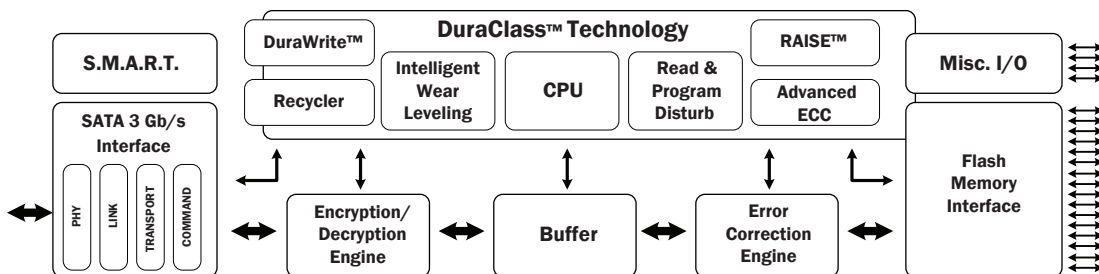 DuraClass™ Technology
DuraWrite™
Recycler
Intelligent
Wear
Leveling
CPU
Read &
Program
Disturb
RAISE™
Advanced
ECC
S.M.A.R.T.
Misc. I/O
SATA 3 Gb/s
Interface
PHY
LINK
TRANSPORT
COMMAND
Encryption/
Decryption
Engine
Buffer
Error
Correction
Engine
Flash
Memory
Interface